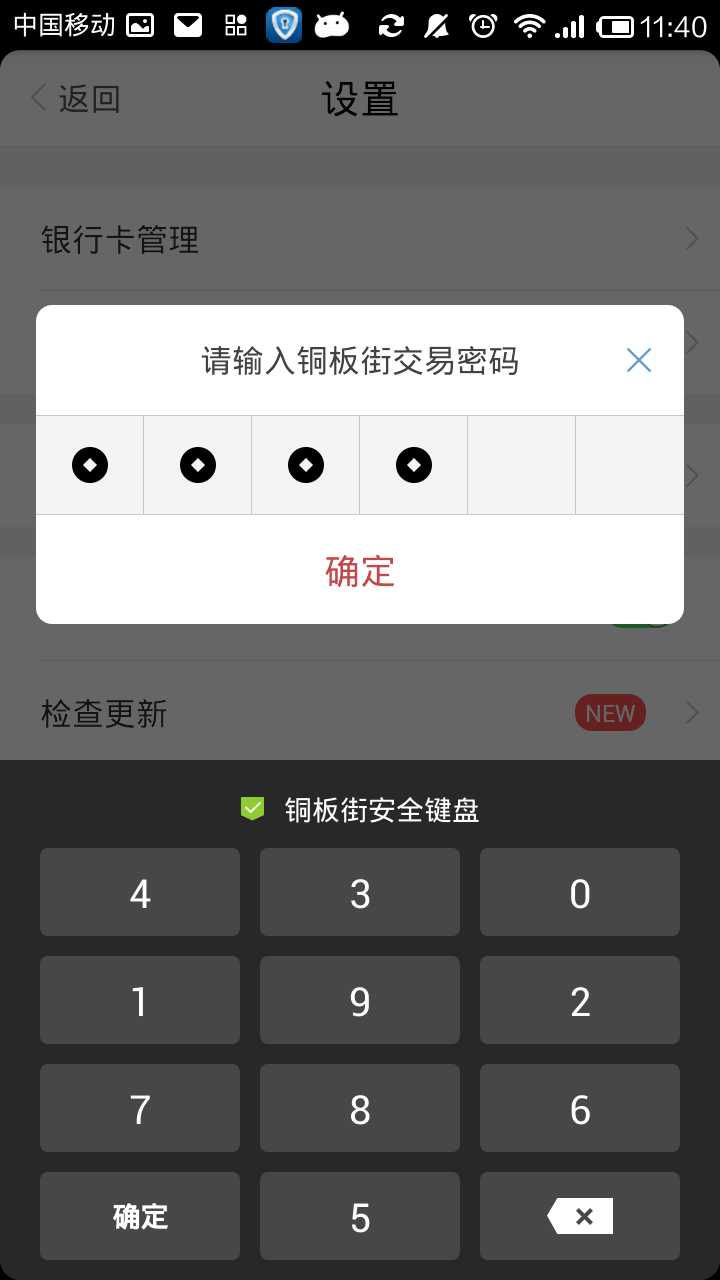 中国移动 11:40
返回 设置
银行卡管理
请输入铜板街交易密码
确定
检查更新 NEW
铜板街安全键盘
4 3 0
1 9 2
7 8 6
确定 5